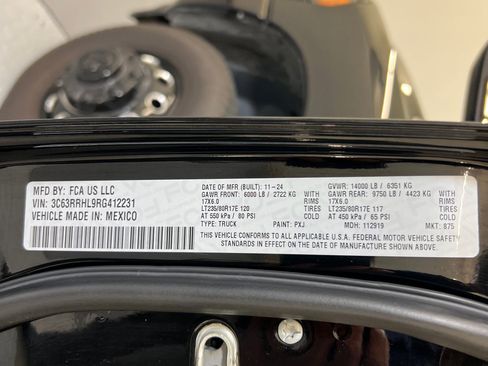 MFD BY: FCA US LLC
VIN: 3C63RRHL9RG412231
VEHICLE MADE IN: MEXICO
DATE OF MFR (BUILT): 11-24 GVWR: 14000 LB / 6351 KG
GAWR FRONT: 6000 LB / 2722 KG GAWR REAR: 9750 LB / 4423 KG
17X6.0 RIMS 17X6.0 RIMS
LT235/80R17E 120 TIRES LT235/80R17E 117 TIRES
AT 550 kPa / 80 PSI COLD AT 450 kPa / 65 PSI COLD
TYPE: TRUCK PAINT: PXJ MDH: 112919 MKT: 875
THIS VEHICLE CONFORMS TO ALL APPLICABLE U.S.A. FEDERAL MOTOR VEHICLE SAFETY
STANDARDS IN EFFECT ON THE DATE OF MANUFACTURE SHOWN ABOVE.